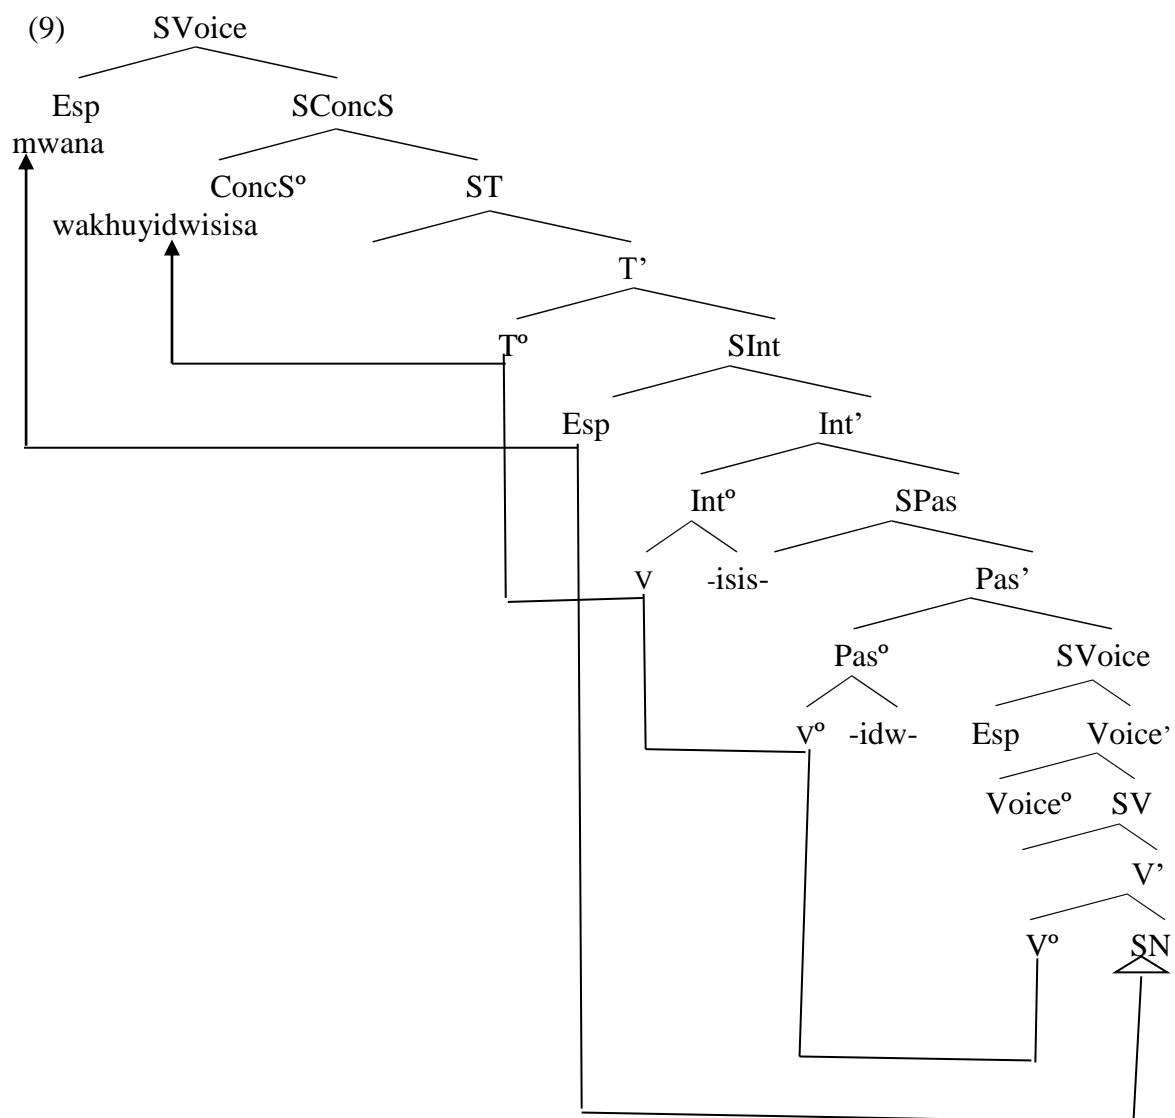 (9) SVoice
Esp SConcS
mwana
ConcSº ST
wakhuyidwisisa
T’
Tº SInt
Esp Int’
Intº SPas
V -isis- Pas’
Pasº SVoice
Vº -idw- Esp Voice’
Voiceº SV
V’
Vº SN